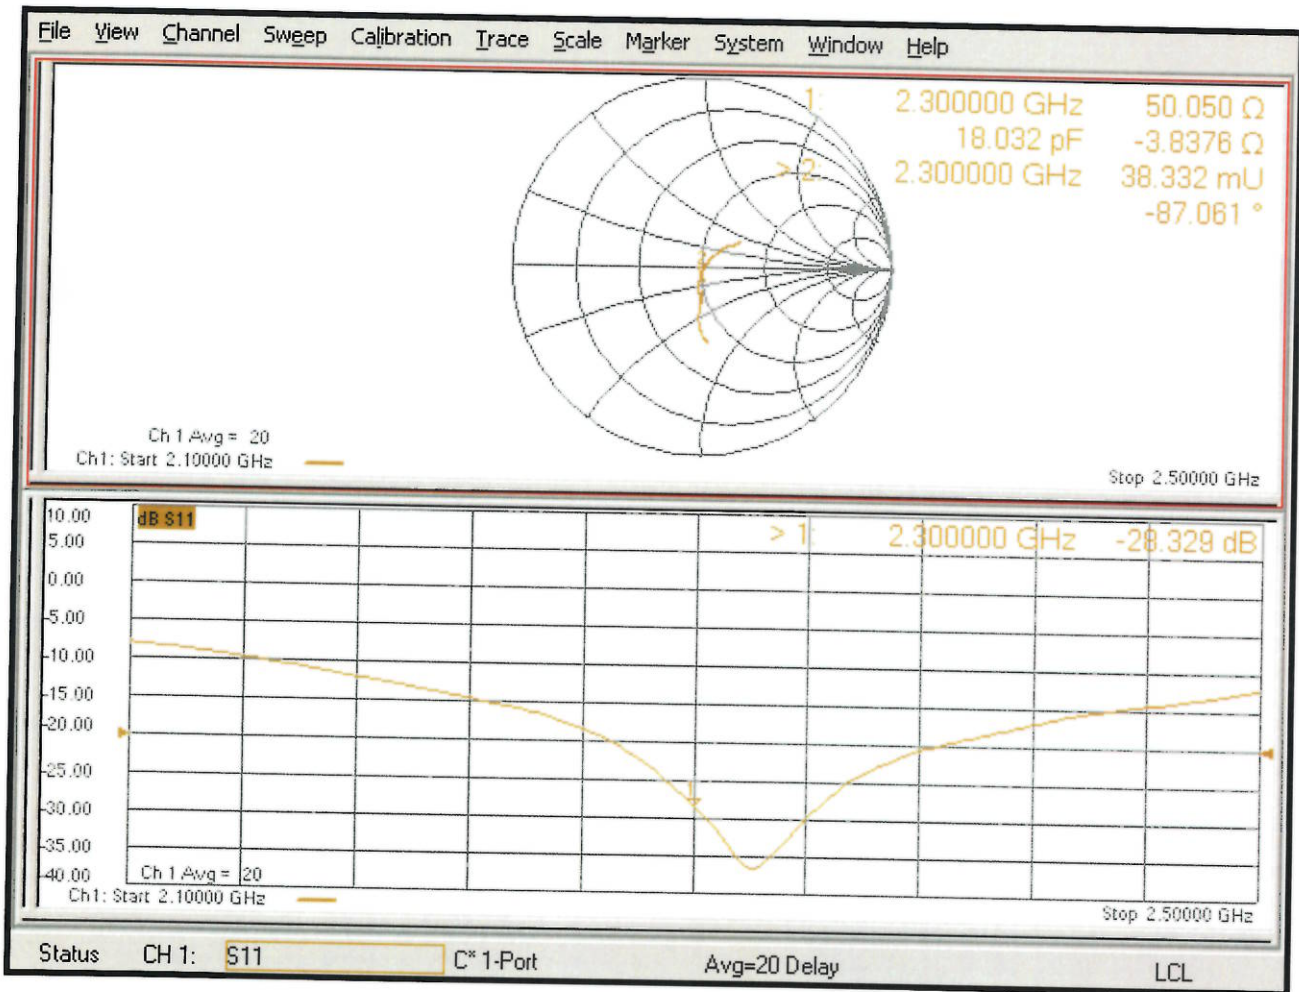 File View Channel Sweep Calibration Trace Scale Marker System Window Help
1: 2.300000 GHz 50.050 Ω
18.032 pF -3.8376 Ω
> 2: 2.300000 GHz 38.332 mU
-87.061 °
Ch 1 Avg = 20
Ch1: Start 2.10000 GHz
Stop 2.50000 GHz
10.00
dB S11
> 1: 2.300000 GHz -28.329 dB
5.00
0.00
-5.00
-10.00
-15.00
-20.00
-25.00
1
-30.00
-35.00
-40.00
Ch 1 Avg = 20
Ch1: Start 2.10000 GHz
Stop 2.50000 GHz
Status CH 1: S11 C* 1-Port Avg=20 Delay LCL